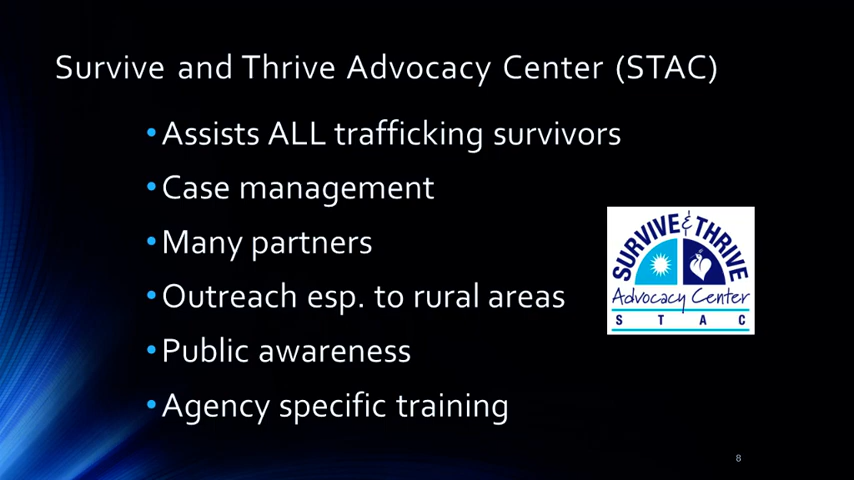 Survive and Thrive Advocacy Center (STAC)
•Assists ALL trafficking survivors
•Case management
•Many partners
•Outreach esp. to rural areas
•Public awareness
•Agency specific training
SURVIVE & THRIVE
Advocacy Center
S T A C
8